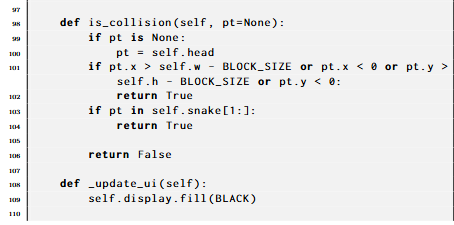 97
98 def is_collision(self, pt=None):
99 if pt is None:
100 pt = self.head
101 if pt.x > self.w - BLOCK_SIZE or pt.x < 0 or pt.y >
self.h - BLOCK_SIZE or pt.y < 0:
102 return True
103 if pt in self.snake[1:]:
104 return True
105
106 return False
107
108 def _update_ui(self):
109 self.display.fill(BLACK)
110